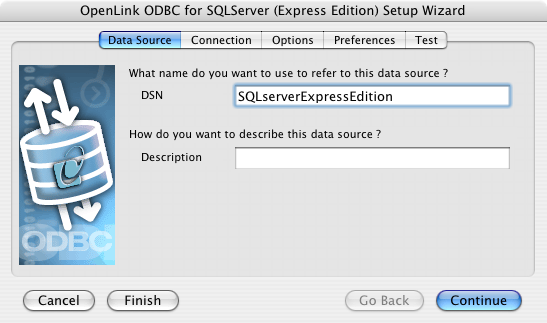 OpenLink ODBC for SQLServer (Express Edition) Setup Wizard
Data Source Connection Options Preferences Test
What name do you want to use to refer to this data source ?
DSN SQLserverExpressEdition
How do you want to describe this data source ?
Description
ODBC
Cancel Finish Go Back Continue